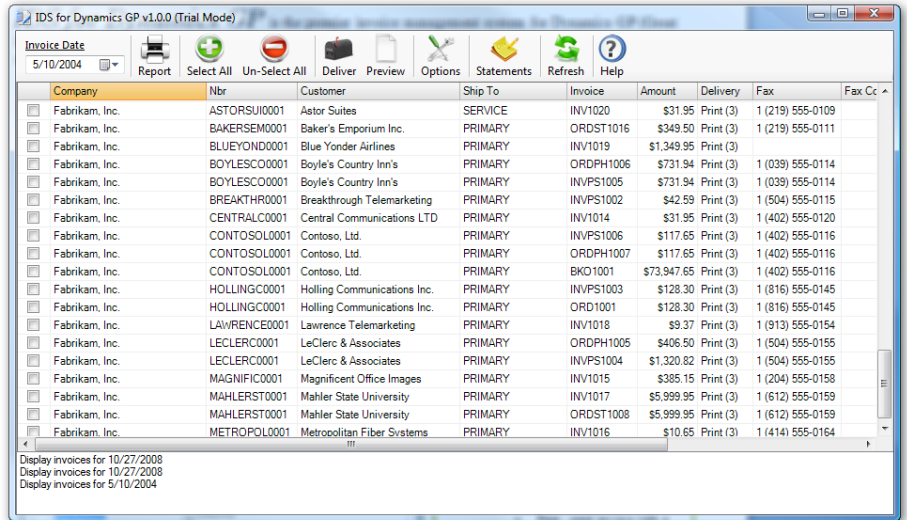 IDS for Dynamics GP v1.0.0 (Trial Mode)
Invoice Date
5/10/2004
Report Select All Un-Select All Deliver Preview Options Statements Refresh Help
Company Nbr Customer Ship To Invoice Amount Delivery Fax Fax Cc
Fabrikam, Inc. ASTORSUI0001 Astor Suites SERVICE INV1020 $31.95 Print (3) 1 (219) 555-0109
Fabrikam, Inc. BAKERSEM0001 Baker's Emporium Inc. PRIMARY ORDST1016 $349.50 Print (3) 1 (219) 555-0111
Fabrikam, Inc. BLUEYOND0001 Blue Yonder Airlines PRIMARY INV1019 $1,349.95 Print (3)
Fabrikam, Inc. BOYLESCO0001 Boyle's Country Inn's PRIMARY ORDPH1006 $731.94 Print (3) 1 (039) 555-0114
Fabrikam, Inc. BOYLESCO0001 Boyle's Country Inn's PRIMARY INVPS1005 $731.94 Print (3) 1 (039) 555-0114
Fabrikam, Inc. BREAKTHR0001 Breakthrough Telemarketing PRIMARY INVPS1002 $42.59 Print (3) 1 (504) 555-0115
Fabrikam, Inc. CENTRALC0001 Central Communications LTD PRIMARY INV1014 $31.95 Print (3) 1 (402) 555-0120
Fabrikam, Inc. CONTOSOL0001 Contoso, Ltd. PRIMARY INVPS1006 $117.65 Print (3) 1 (402) 555-0116
Fabrikam, Inc. CONTOSOL0001 Contoso, Ltd. PRIMARY ORDPH1007 $117.65 Print (3) 1 (402) 555-0116
Fabrikam, Inc. CONTOSOL0001 Contoso, Ltd. PRIMARY BKO1001 $73,947.65 Print (3) 1 (402) 555-0116
Fabrikam, Inc. HOLLINGC0001 Holling Communications Inc. PRIMARY INVPS1003 $128.30 Print (3) 1 (816) 555-0145
Fabrikam, Inc. HOLLINGC0001 Holling Communications Inc. PRIMARY ORD1001 $128.30 Print (3) 1 (816) 555-0145
Fabrikam, Inc. LAWRENCE0001 Lawrence Telemarketing PRIMARY INV1018 $9.37 Print (3) 1 (913) 555-0154
Fabrikam, Inc. LECLERC0001 LeClerc & Associates PRIMARY ORDPH1005 $406.50 Print (3) 1 (504) 555-0155
Fabrikam, Inc. LECLERC0001 LeClerc & Associates PRIMARY INVPS1004 $1,320.82 Print (3) 1 (504) 555-0155
Fabrikam, Inc. MAGNIFIC0001 Magnificent Office Images PRIMARY INV1015 $385.15 Print (3) 1 (204) 555-0158
Fabrikam, Inc. MAHLERST0001 Mahler State University PRIMARY INV1017 $5,999.95 Print (3) 1 (612) 555-0159
Fabrikam, Inc. MAHLERST0001 Mahler State University PRIMARY ORDST1008 $5,999.95 Print (3) 1 (612) 555-0159
Fabrikam, Inc. METROPOL0001 Metropolitan Fiber Systems PRIMARY INV1016 $10.65 Print (3) 1 (414) 555-0164
Display invoices for 10/27/2008
Display invoices for 10/27/2008
Display invoices for 5/10/2004